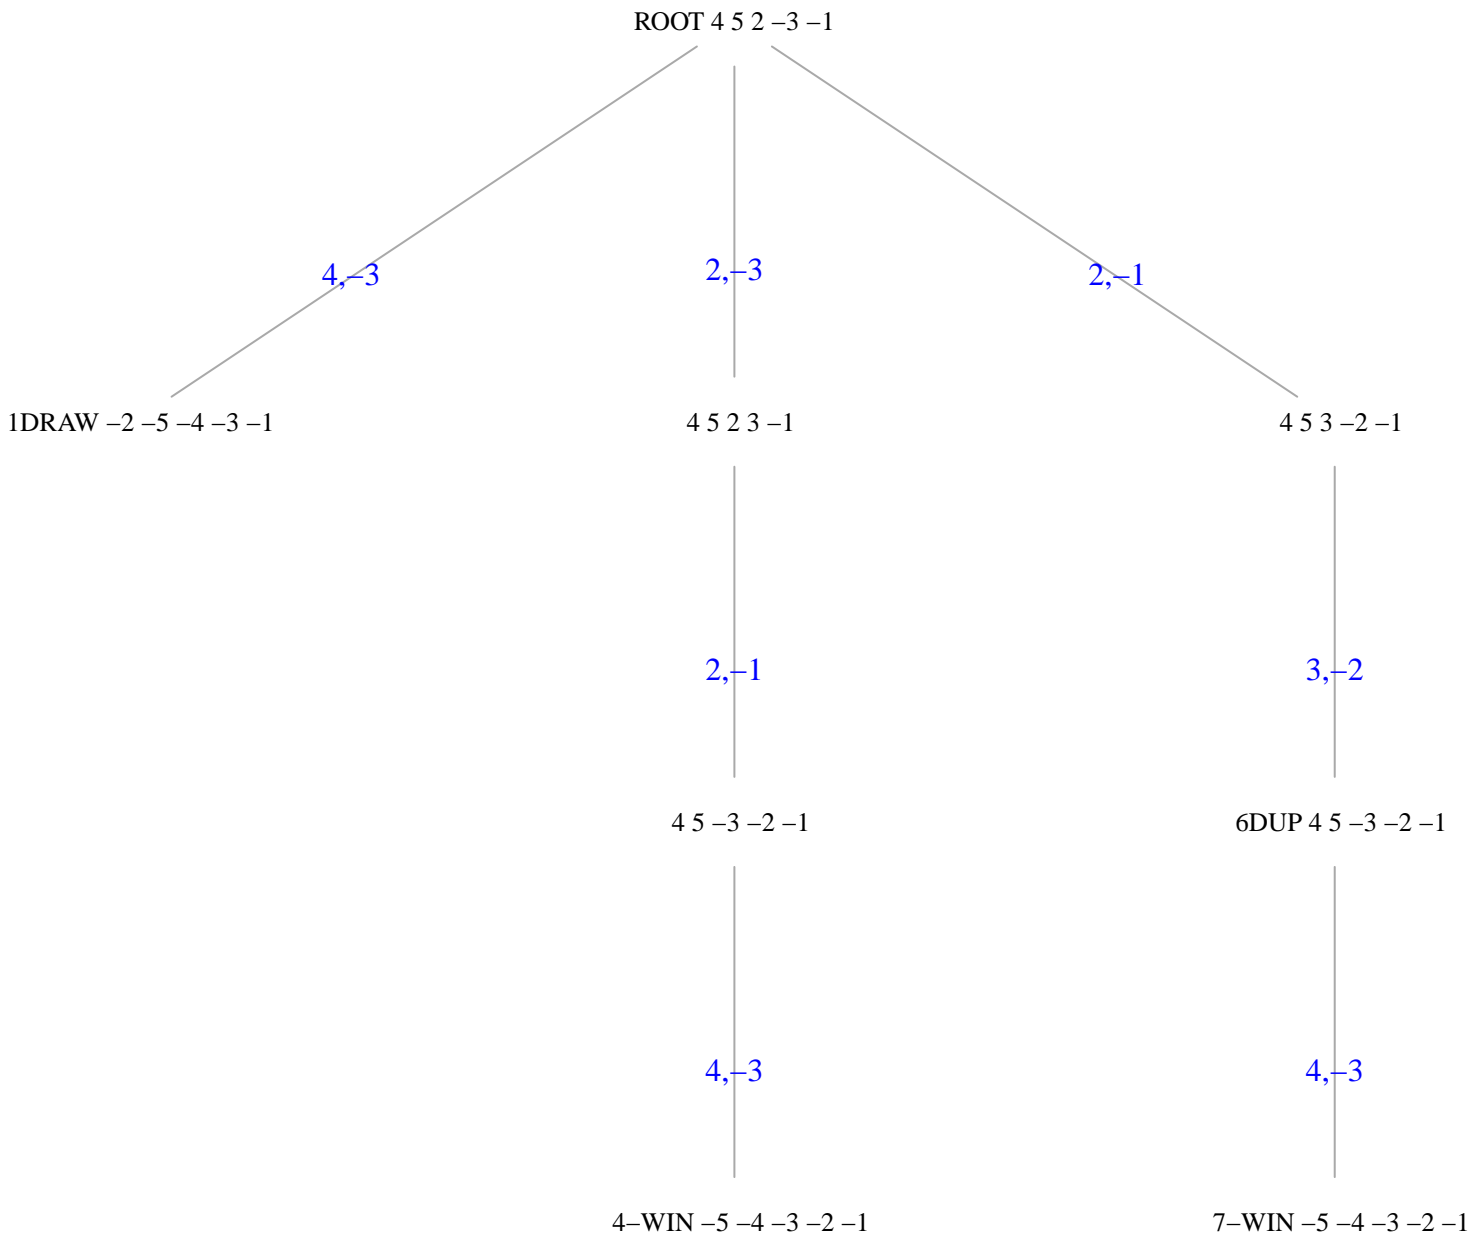 ROOT 4 5 2 –3 –1
4,–3
2,–3
2,–1
1DRAW –2 –5 –4 –3 –1
4 5 2 3 –1
4 5 3 –2 –1
2,–1
3,–2
4 5 –3 –2 –1
6DUP 4 5 –3 –2 –1
4,–3
4,–3
4–WIN –5 –4 –3 –2 –1
7–WIN –5 –4 –3 –2 –1